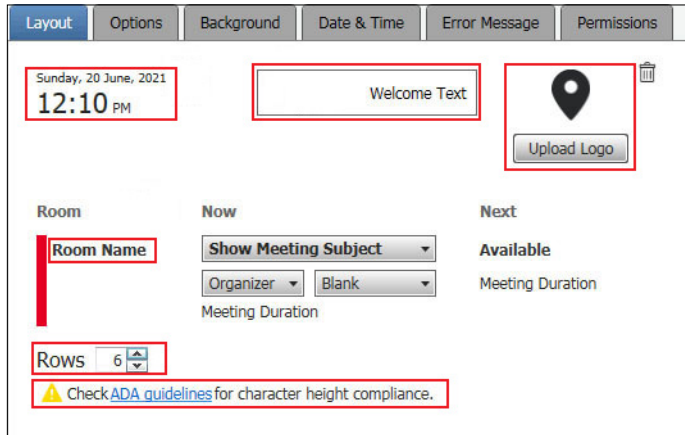 Layout Options Background Date & Time Error Message Permissions
Sunday, 20 June, 2021
12:10 PM
Welcome Text
Upload Logo
Room Now Next
Room Name Show Meeting Subject Available
Organizer Blank Meeting Duration
Meeting Duration
Rows 6
Check ADA guidelines for character height compliance.